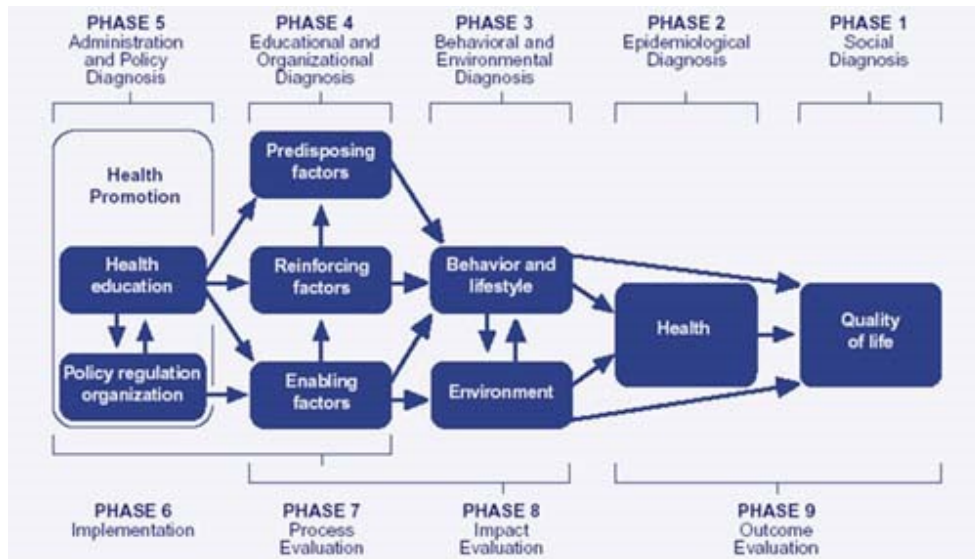 PHASE 5
Administration
and Policy
Diagnosis
PHASE 4
Educational and
Organizational
Diagnosis
PHASE 3
Behavioral and
Environmental
Diagnosis
PHASE 2
Epidemiological
Diagnosis
PHASE 1
Social
Diagnosis
Health
Promotion
Predisposing
factors
Health
education
Reinforcing
factors
Behavior and
lifestyle
Health
Quality
of life
Policy regulation
organization
Enabling
factors
Environment
PHASE 6
Implementation
PHASE 7
Process
Evaluation
PHASE 8
Impact
Evaluation
PHASE 9
Outcome
Evaluation